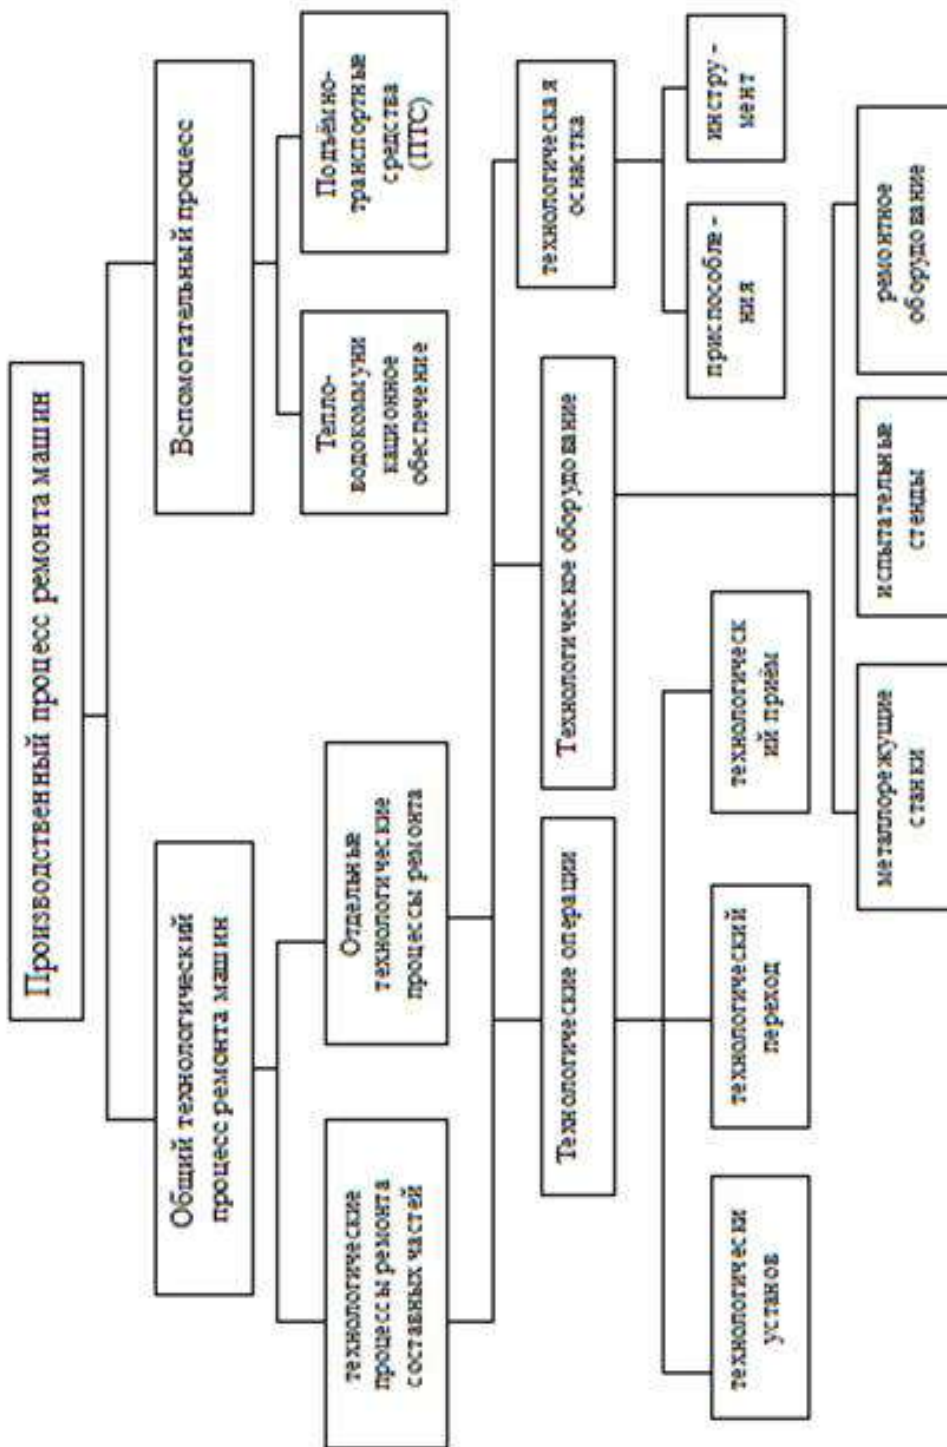 Производственный процесс ремонта машин
Общий технологический
процесс ремонта машин
Вспомогательный процесс
технологические
процессы ремонта
составных частей
Отдельные
технологические
процессы ремонта
Тепло-
водокоммуни
кационное
обеспечение
Подъёмно-
транспортные
средства
(ПТС)
Технологические операции
Технологическое оборудование
технологическая
оснастка
технологически
установ
технологический
переход
технологическ
ий приём
приспособле -
ния
инстру -
мент
металлорежущие
станки
испытательные
стенды
ремонтное
оборудование